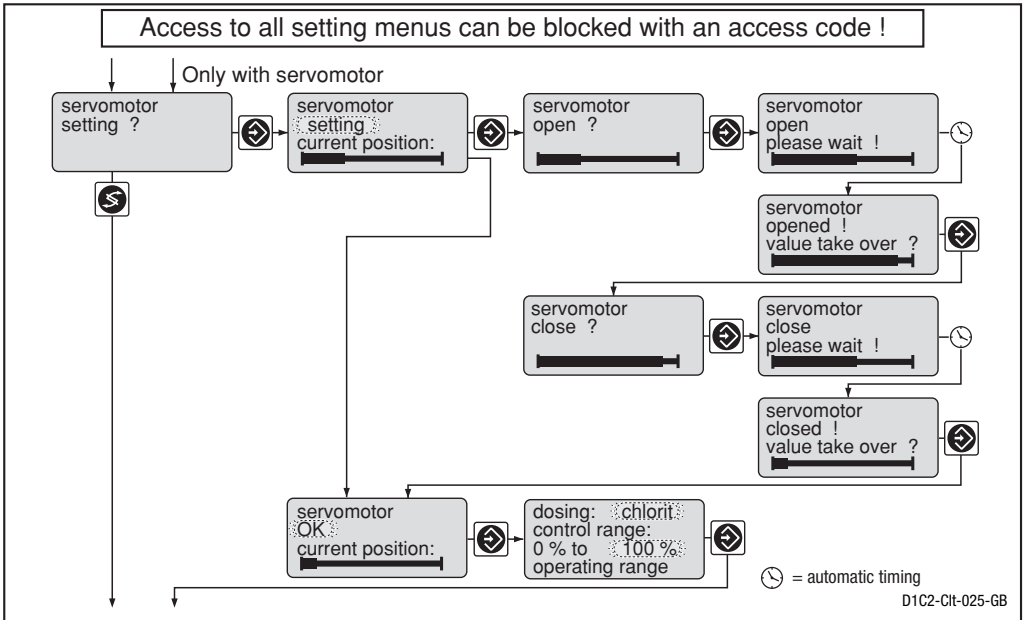 Access to all setting menus can be blocked with an access code !
Only with servomotor
servomotor
setting ?
servomotor
setting
current position:
servomotor
open ?
servomotor
open
please wait !
servomotor
opened !
value take over ?
servomotor
close ?
servomotor
close
please wait !
servomotor
closed !
value take over ?
servomotor
OK
current position:
dosing: chlorit
control range:
0 % to 100 %
operating range
= automatic timing
D1C2-Clt-025-GB